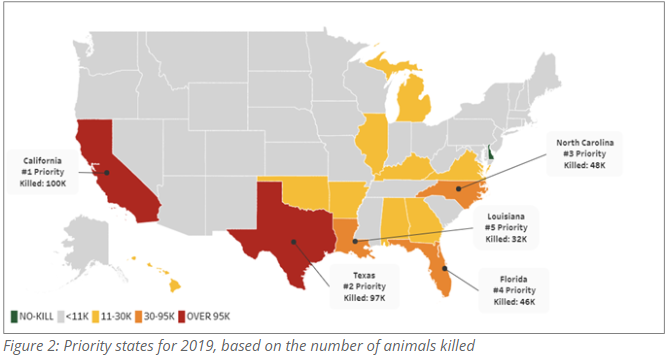 North Carolina
#3 Priority
Killed: 48K
California
#1 Priority
Killed: 100K
Louisiana
#5 Priority
Killed: 32K
Texas
#2 Priority
Killed: 97K
Florida
#4 Priority
Killed: 46K
NO-KILL <11K 11-30K 30-95K OVER 95K
Figure 2: Priority states for 2019, based on the number of animals killed